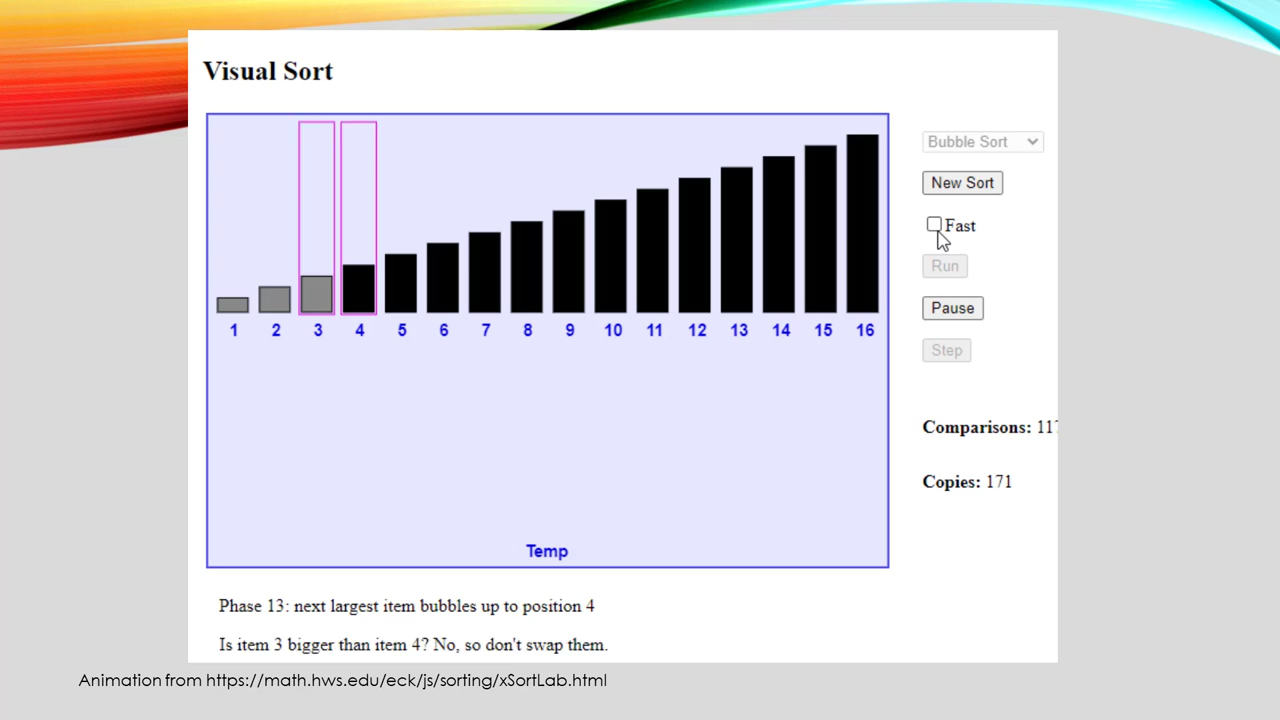 Visual Sort
Bubble Sort
New Sort
Fast
Run
Pause
Step
1 2 3 4 5 6 7 8 9 10 11 12 13 14 15 16
Comparisons: 117
Copies: 171
Temp
Phase 13: next largest item bubbles up to position 4
Is item 3 bigger than item 4? No, so don't swap them.
Animation from https://math.hws.edu/eck/js/sorting/xSortLab.html